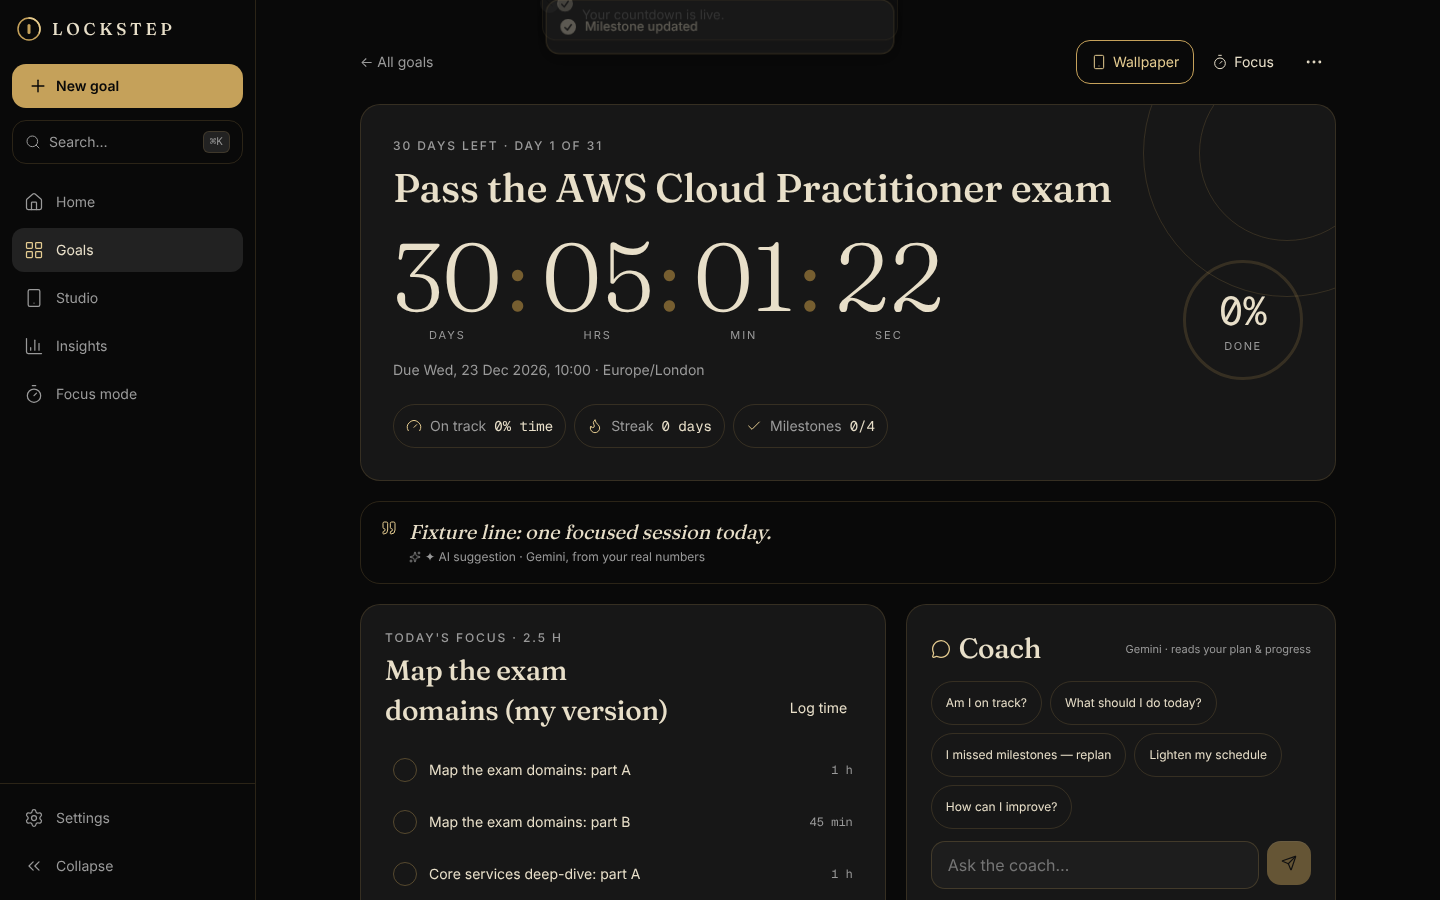 LOCKSTEP
New goal
Search... ⌘K
Home
Goals
Studio
Insights
Focus mode
Settings
Collapse
Your countdown is live.
Milestone updated
← All goals
Wallpaper
Focus
30 DAYS LEFT · DAY 1 OF 31
Pass the AWS Cloud Practitioner exam
30:05:01:22
DAYS HRS MIN SEC
0%
DONE
Due Wed, 23 Dec 2026, 10:00 · Europe/London
On track 0% time
Streak 0 days
Milestones 0/4
Fixture line: one focused session today.
✦ AI suggestion · Gemini, from your real numbers
TODAY'S FOCUS · 2.5 H
Map the exam
domains (my version)
Log time
Map the exam domains: part A 1 h
Map the exam domains: part B 45 min
Core services deep-dive: part A 1 h
Coach
Gemini · reads your plan & progress
Am I on track?
What should I do today?
I missed milestones — replan
Lighten my schedule
How can I improve?
Ask the coach...